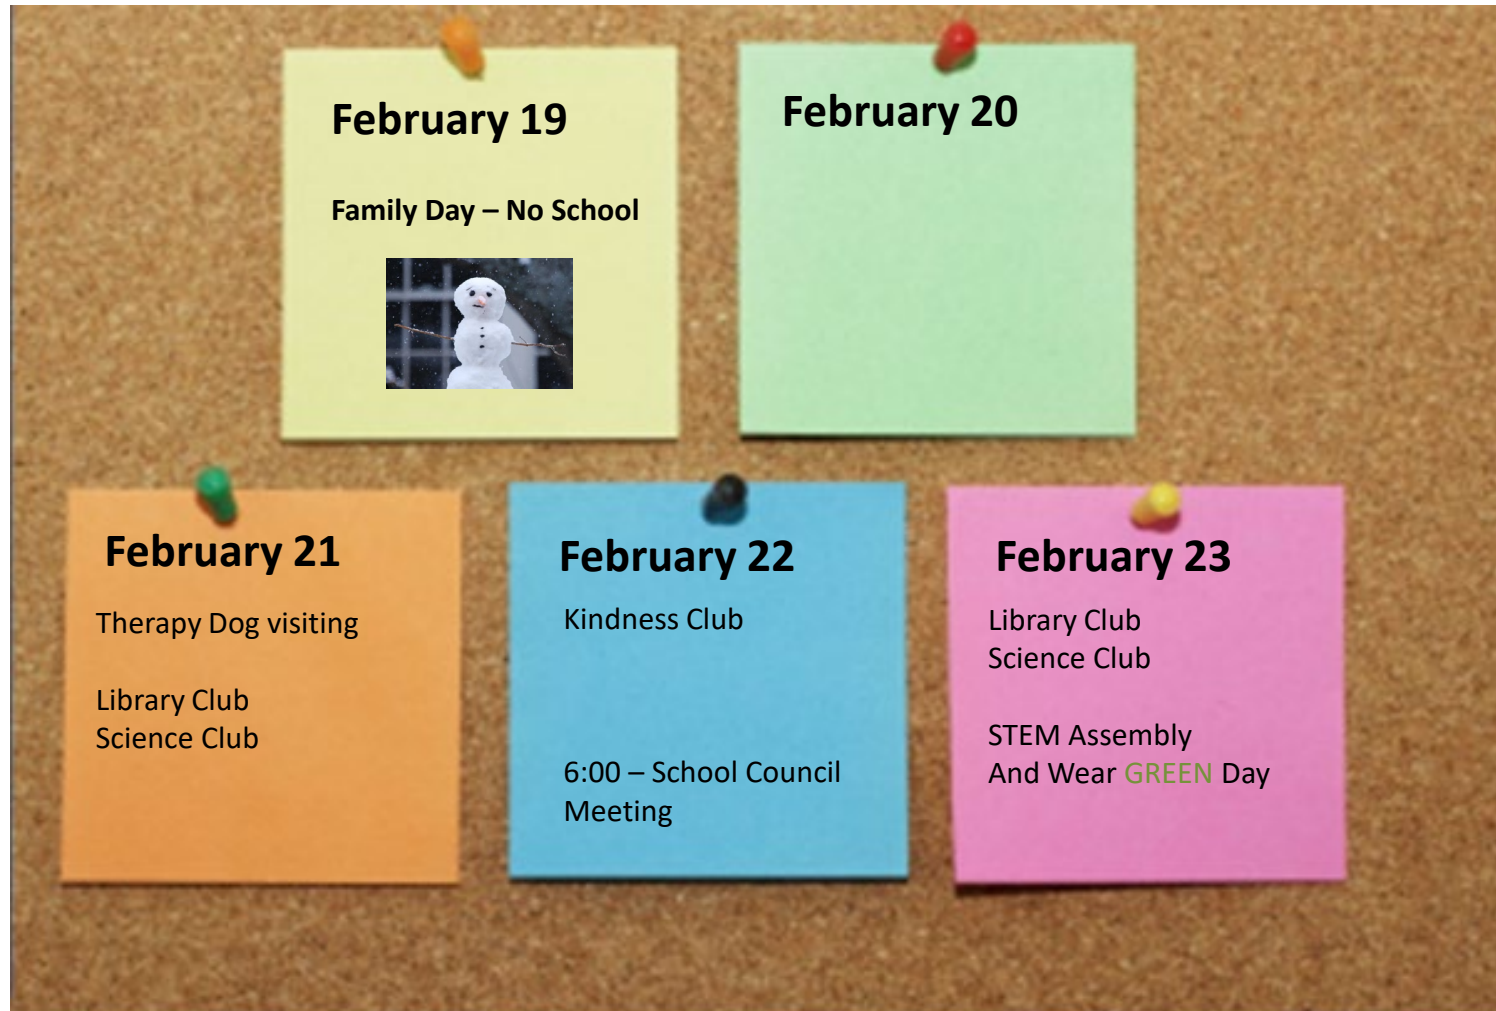 February 19
Family Day – No School
February 20
February 21
Therapy Dog visiting
Library Club
Science Club
February 22
Kindness Club
6:00 – School Council
Meeting
February 23
Library Club
Science Club
STEM Assembly
And Wear GREEN Day